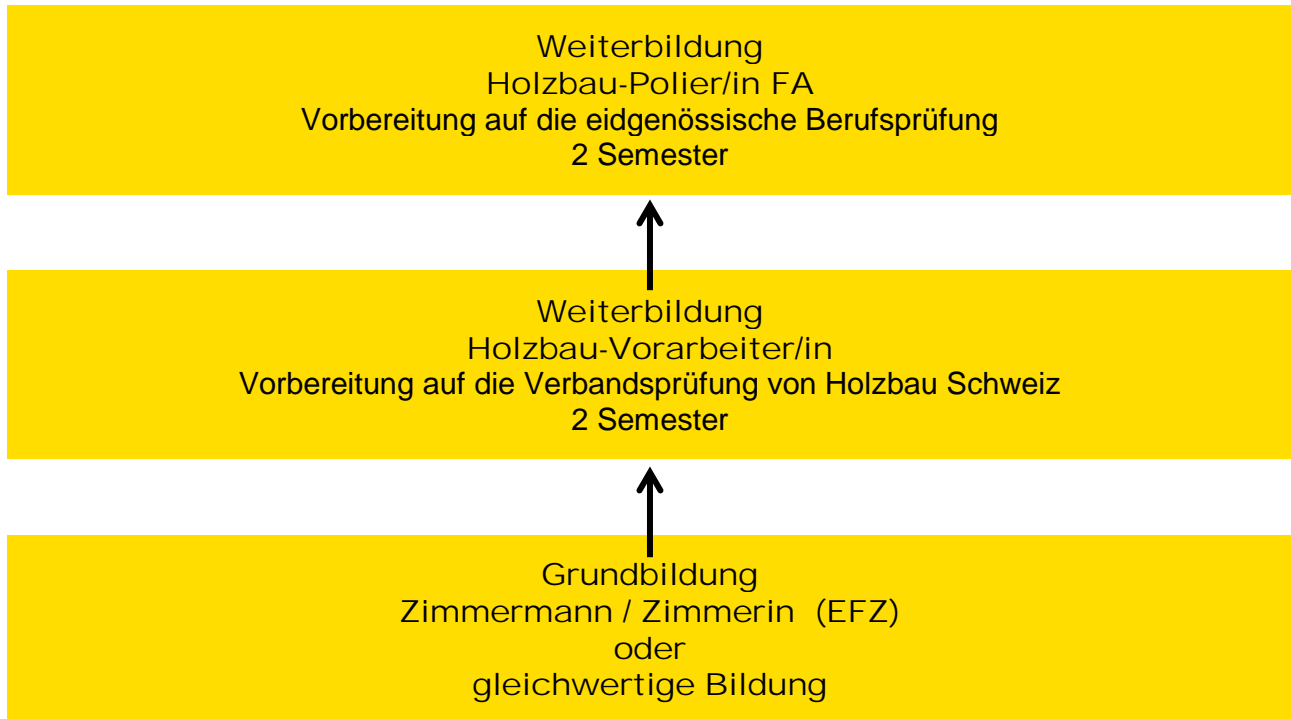 Weiterbildung
Holzbau-Polier/in FA
Vorbereitung auf die eidgenössische Berufsprüfung
2 Semester
Weiterbildung
Holzbau-Vorarbeiter/in
Vorbereitung auf die Verbandsprüfung von Holzbau Schweiz
2 Semester
Grundbildung
Zimmermann / Zimmerin (EFZ)
oder
gleichwertige Bildung